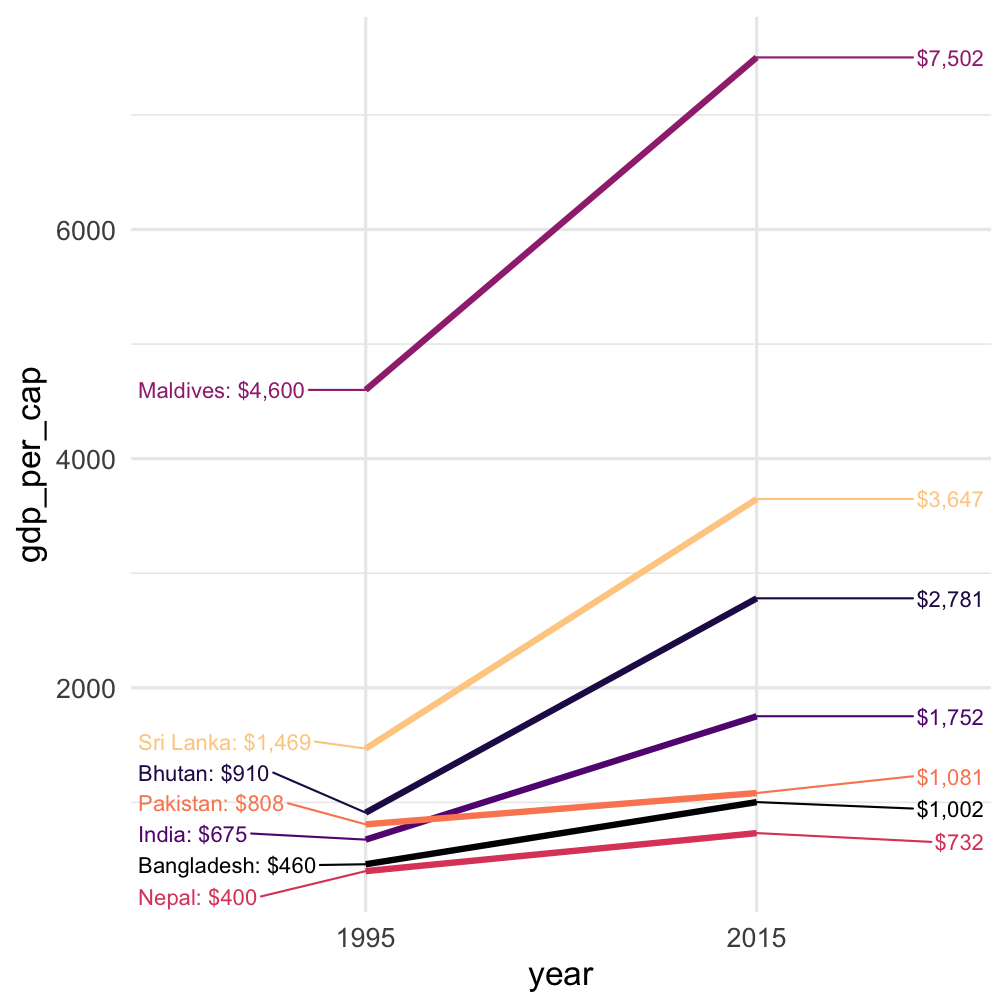 $7,502
6000
Maldives: $4,600
gdp_per_cap
4000
$3,647
$2,781
2000
$1,752
Sri Lanka: $1,469
Bhutan: $910
$1,081
Pakistan: $808
$1,002
India: $675
$732
Bangladesh: $460
Nepal: $400
1995
2015
year